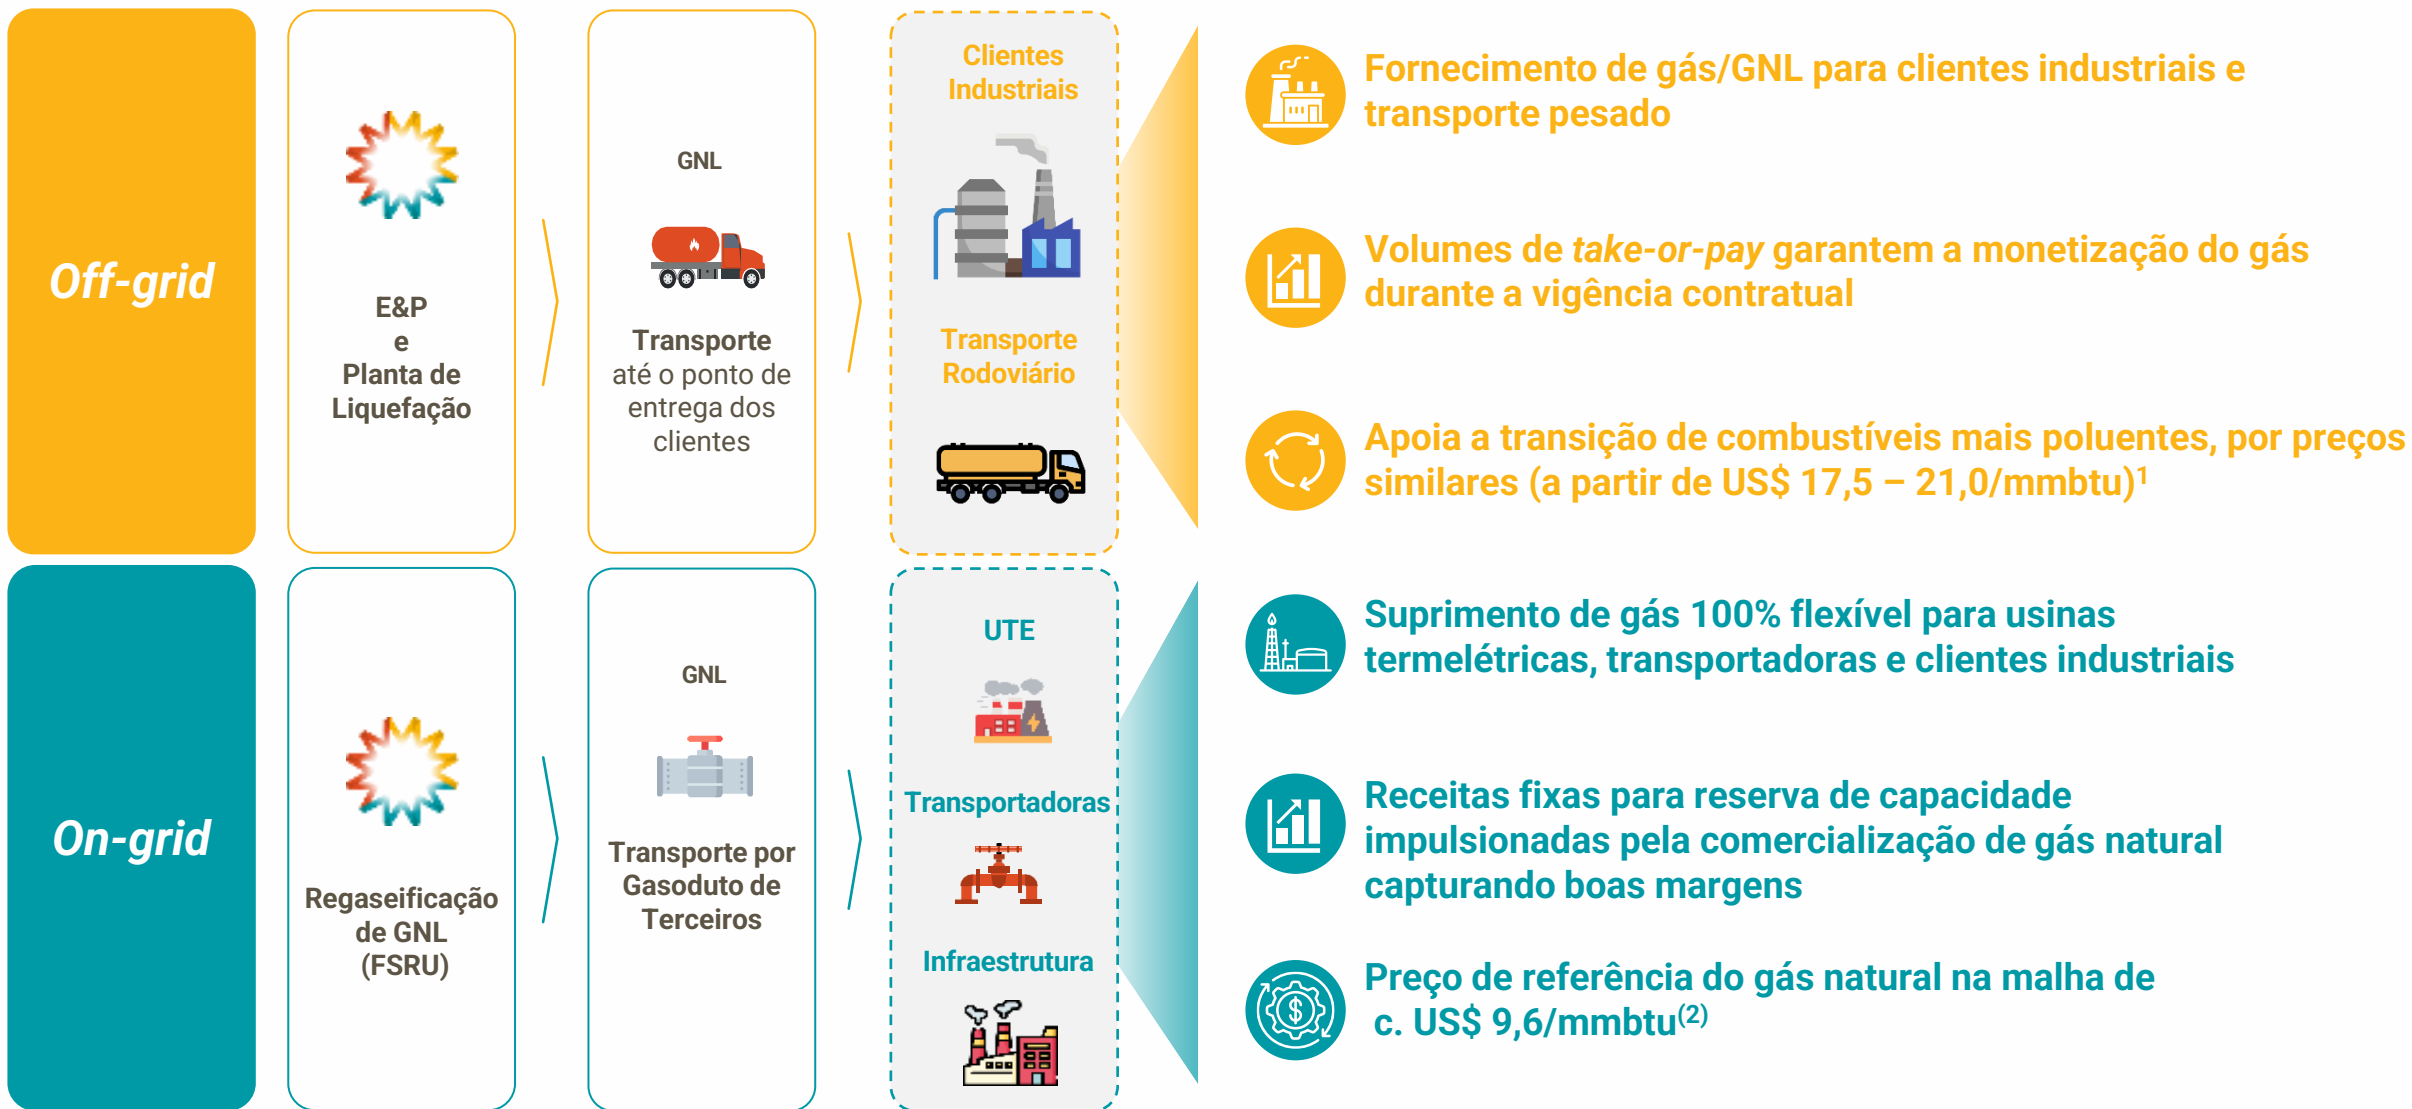 Off-grid
E&P
e
Planta de
Liquefação
GNL
Transporte
até o ponto de
entrega dos
clientes
Clientes
Industriais
Transporte
Rodoviário
Fornecimento de gás/GNL para clientes industriais e
transporte pesado
Volumes de take-or-pay garantem a monetização do gás
durante a vigência contratual
Apoia a transição de combustíveis mais poluentes, por preços
similares (a partir de US$ 17,5 – 21,0/mmbtu)¹
On-grid
Regaseificação
de GNL
(FSRU)
GNL
Transporte por
Gasoduto de
Terceiros
UTE
Transportadoras
Infraestrutura
Suprimento de gás 100% flexível para usinas
termelétricas, transportadoras e clientes industriais
Receitas fixas para reserva de capacidade
impulsionadas pela comercialização de gás natural
capturando boas margens
Preço de referência do gás natural na malha de
c. US$ 9,6/mmbtu⁽²⁾